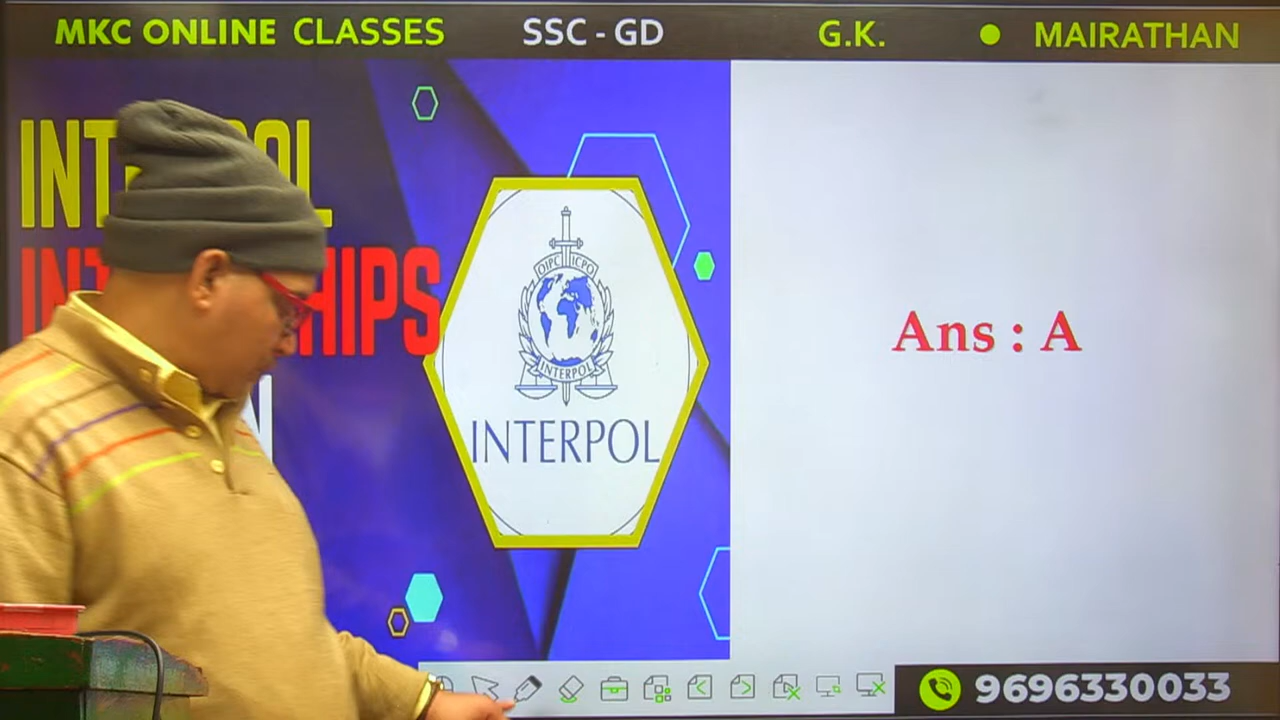 MKC ONLINE CLASSES SSC - GD G.K. MAIRATHAN
OIPC ICPO
INTERPOL
INTERPOL
Ans : A
9696330033